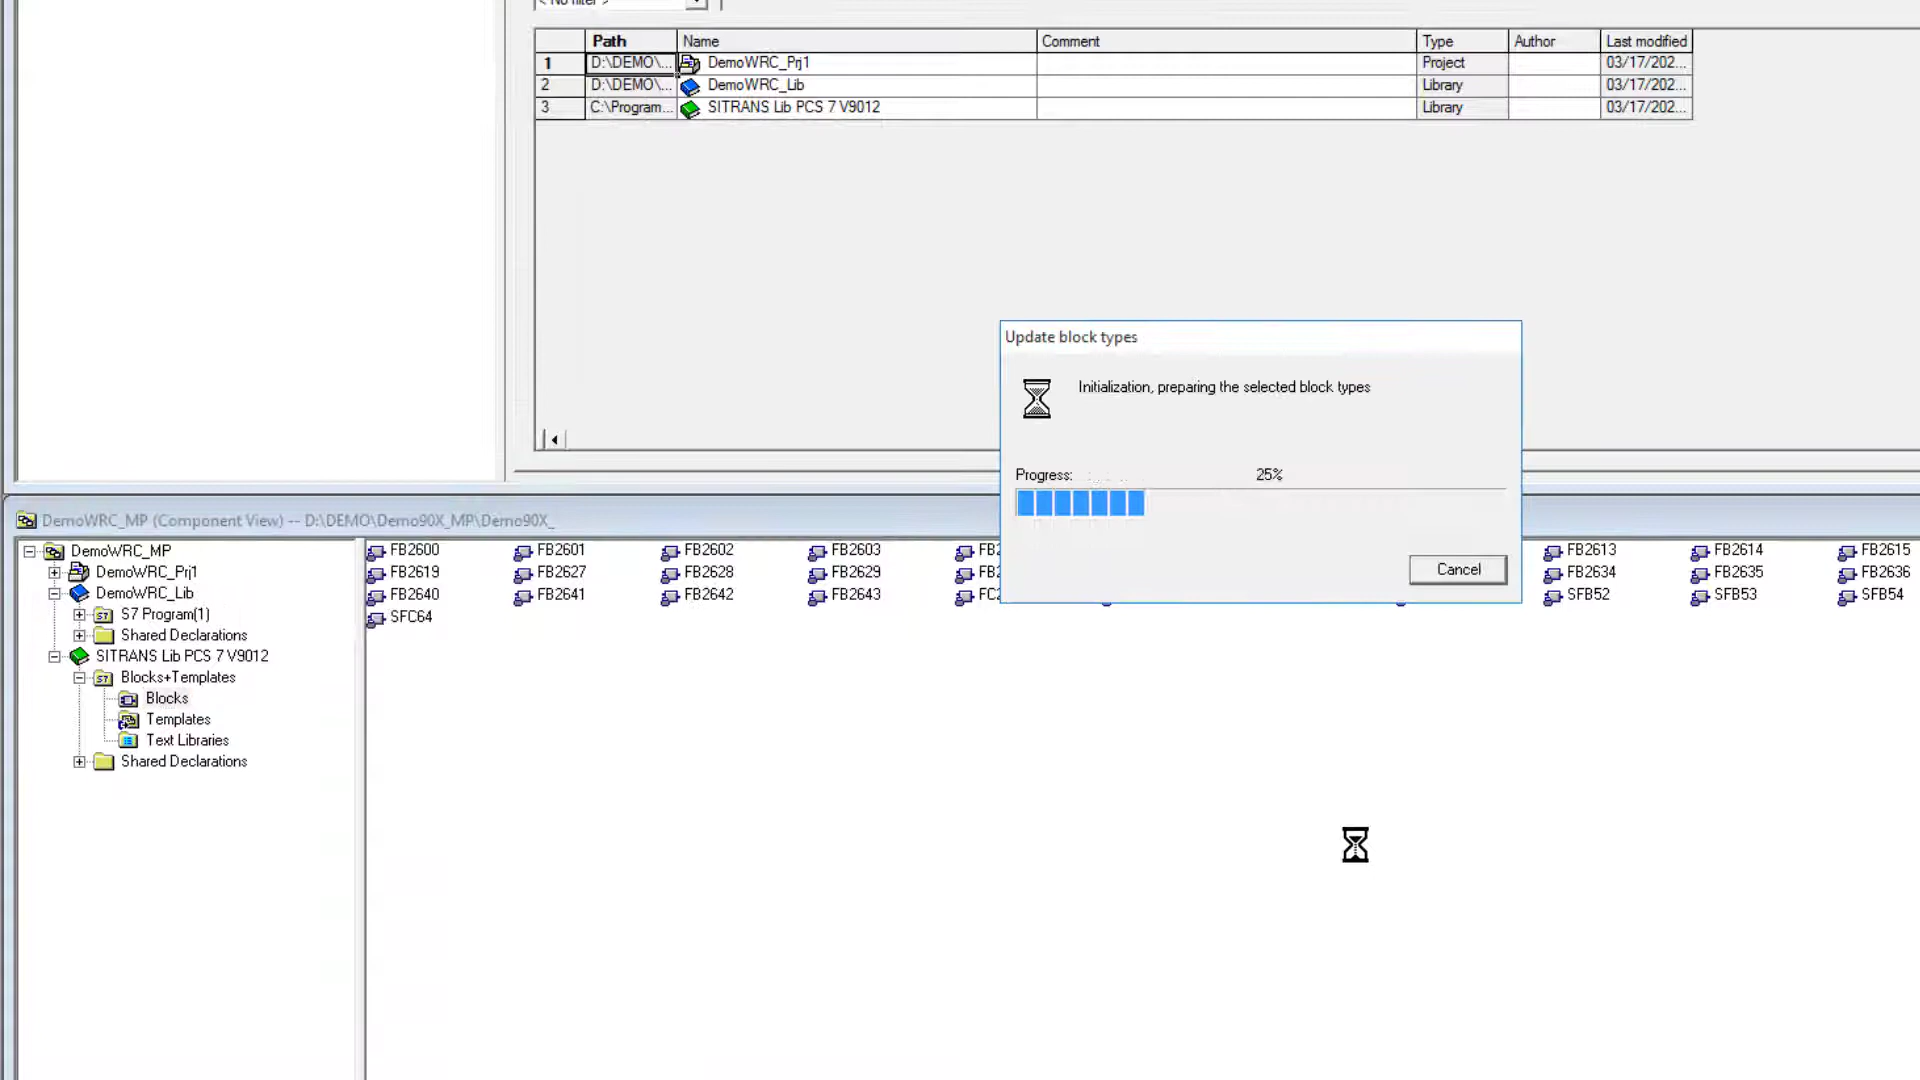 < No filter >
Path Name Comment Type Author Last modified
1 D:\DEMO\... DemoWRC_Prj1 Project 03/17/202...
2 D:\DEMO\... DemoWRC_Lib Library 03/17/202...
3 C:\Program... SITRANS Lib PCS 7 V9012 Library 03/17/202...
Update block types
Initialization, preparing the selected block types
Progress: 25%
Cancel
DemoWRC_MP (Component View) -- D:\DEMO\Demo90X_MP\Demo90X_
DemoWRC_MP
DemoWRC_Prj1
DemoWRC_Lib
S7 Program(1)
Shared Declarations
SITRANS Lib PCS 7 V9012
Blocks+Templates
Blocks
Templates
Text Libraries
Shared Declarations
FB2600 FB2601 FB2602 FB2603 FB2613 FB2614 FB2615
FB2619 FB2627 FB2628 FB2629 FB2634 FB2635 FB2636
FB2640 FB2641 FB2642 FB2643 SFB52 SFB53 SFB54
SFC64